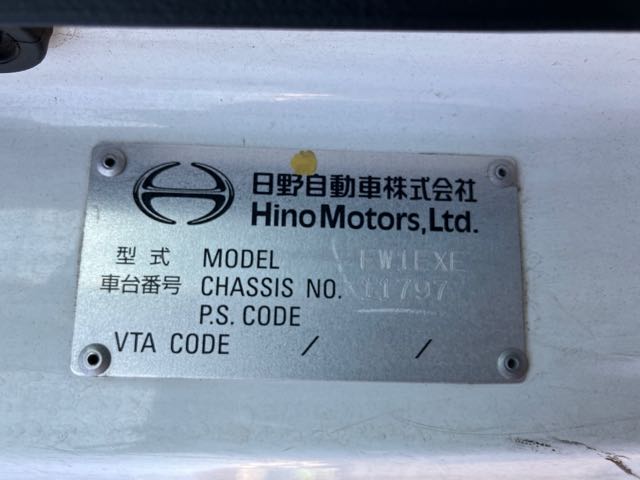 日野自動車株式会社
Hino Motors, Ltd.
型式 MODEL FW1EXE
車台番号 CHASSIS NO. 11797
P.S. CODE
VTA CODE / /